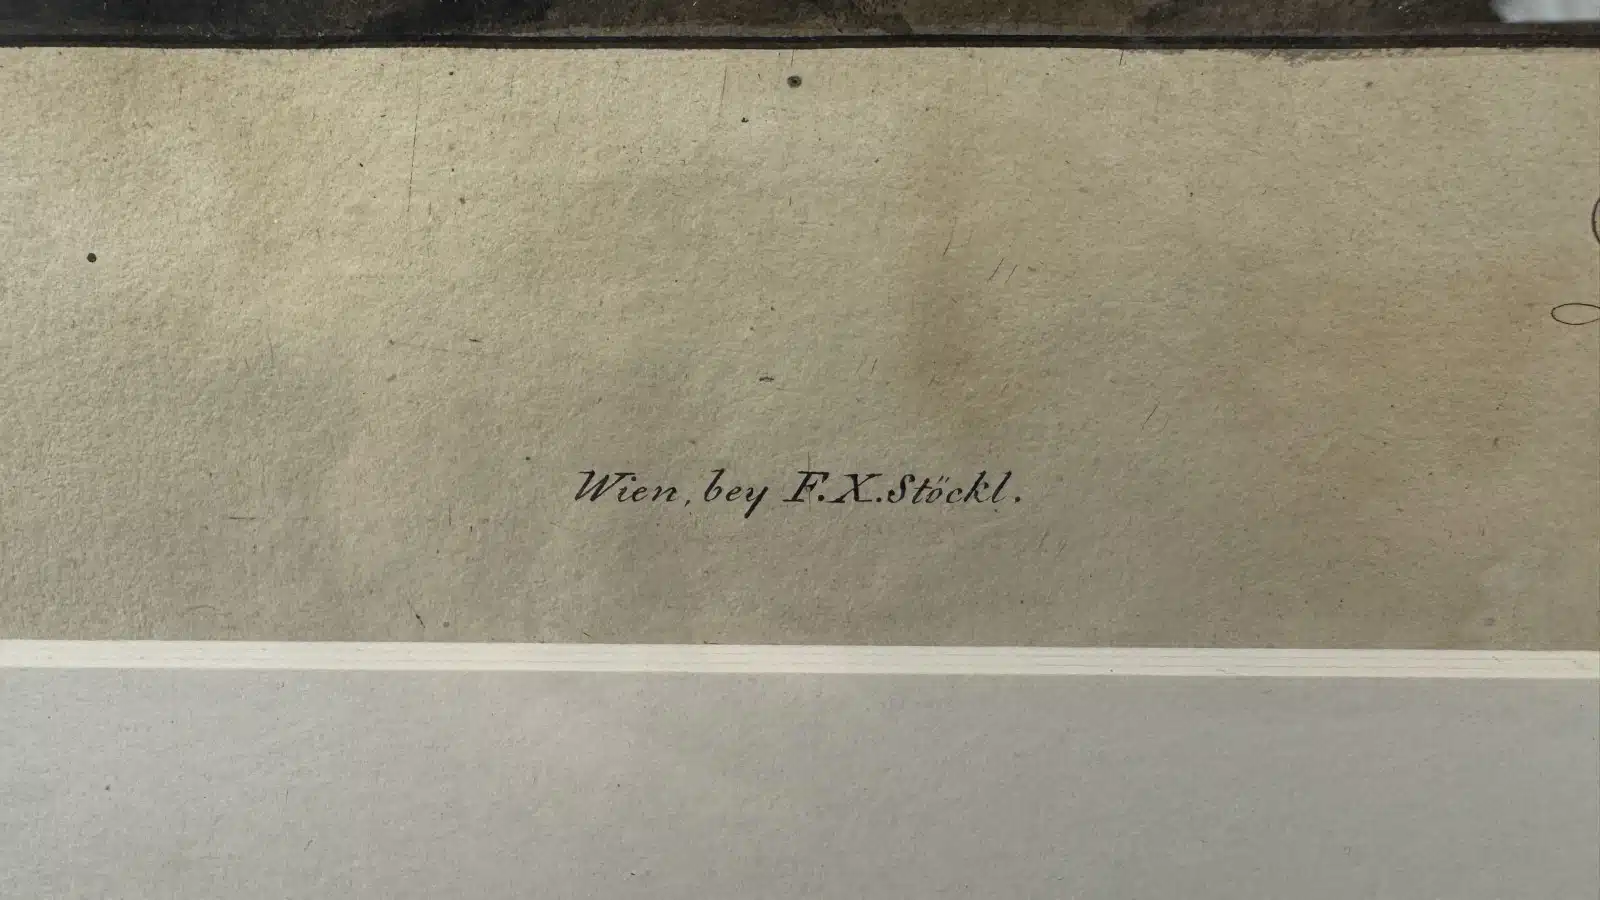 Wien, bey F. X. Stöckl.